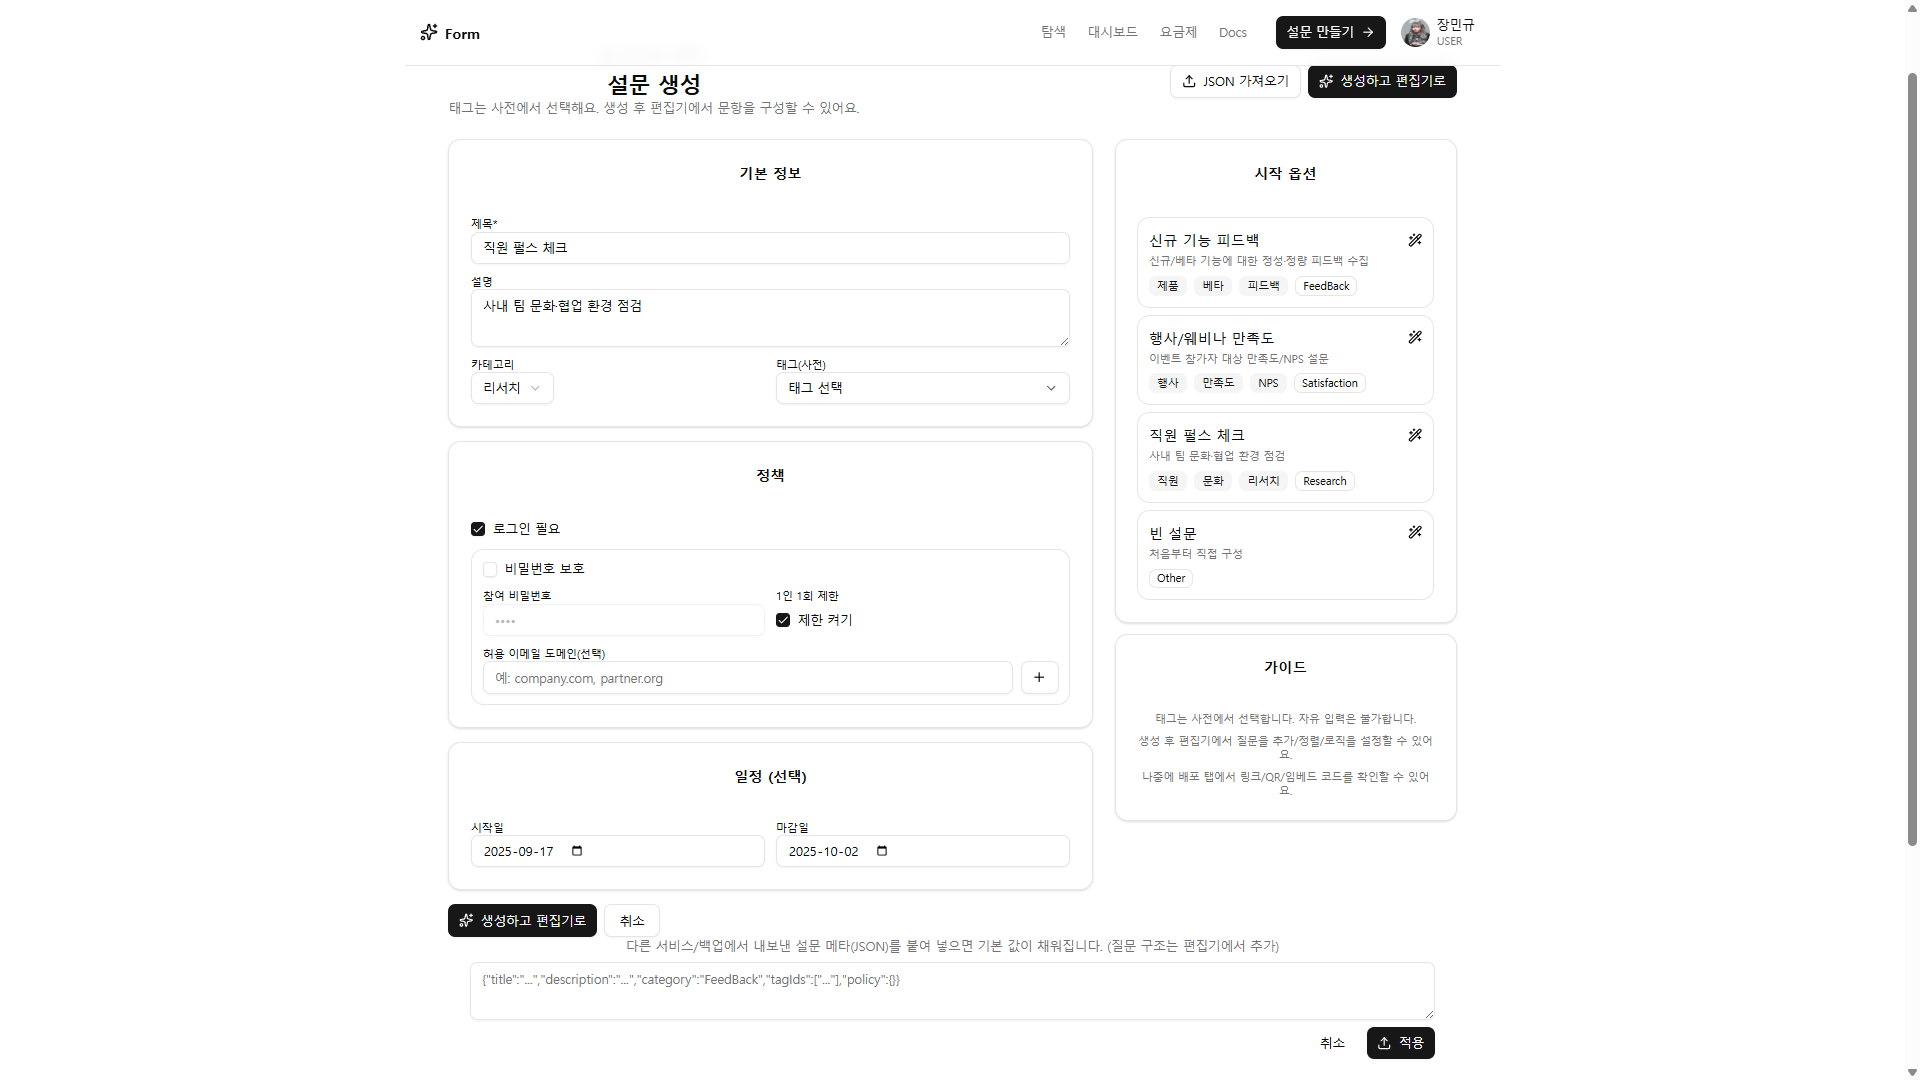 Form
탐색
대시보드
요금제
Docs
설문 만들기
장민규
USER
설문 생성
태그는 사전에서 선택해요. 생성 후 편집기에서 문항을 구성할 수 있어요.
JSON 가져오기
생성하고 편집기로
기본 정보
제목*
직원 펄스 체크
설명
사내 팀 문화·협업 환경 점검
카테고리
리서치
태그(사전)
태그 선택
정책
로그인 필요
비밀번호 보호
참여 비밀번호
••••
1인 1회 제한
제한 켜기
허용 이메일 도메인(선택)
예: company.com, partner.org
+
일정 (선택)
시작일
2025-09-17
마감일
2025-10-02
생성하고 편집기로
취소
시작 옵션
신규 기능 피드백
신규/베타 기능에 대한 정성·정량 피드백 수집
제품 베타 피드백 FeedBack
행사/웨비나 만족도
이벤트 참가자 대상 만족도/NPS 설문
행사 만족도 NPS Satisfaction
직원 펄스 체크
사내 팀 문화·협업 환경 점검
직원 문화 리서치 Research
빈 설문
처음부터 직접 구성
Other
가이드
태그는 사전에서 선택합니다. 자유 입력은 불가합니다.
생성 후 편집기에서 질문을 추가/정렬/로직을 설정할 수 있어
요.
나중에 배포 탭에서 링크/QR/임베드 코드를 확인할 수 있어
요.
다른 서비스/백업에서 내보낸 설문 메타(JSON)를 붙여 넣으면 기본 값이 채워집니다. (질문 구조는 편집기에서 추가)
{"title":"...","description":"...","category":"FeedBack","tagIds":["..."],"policy":{}}
취소
적용